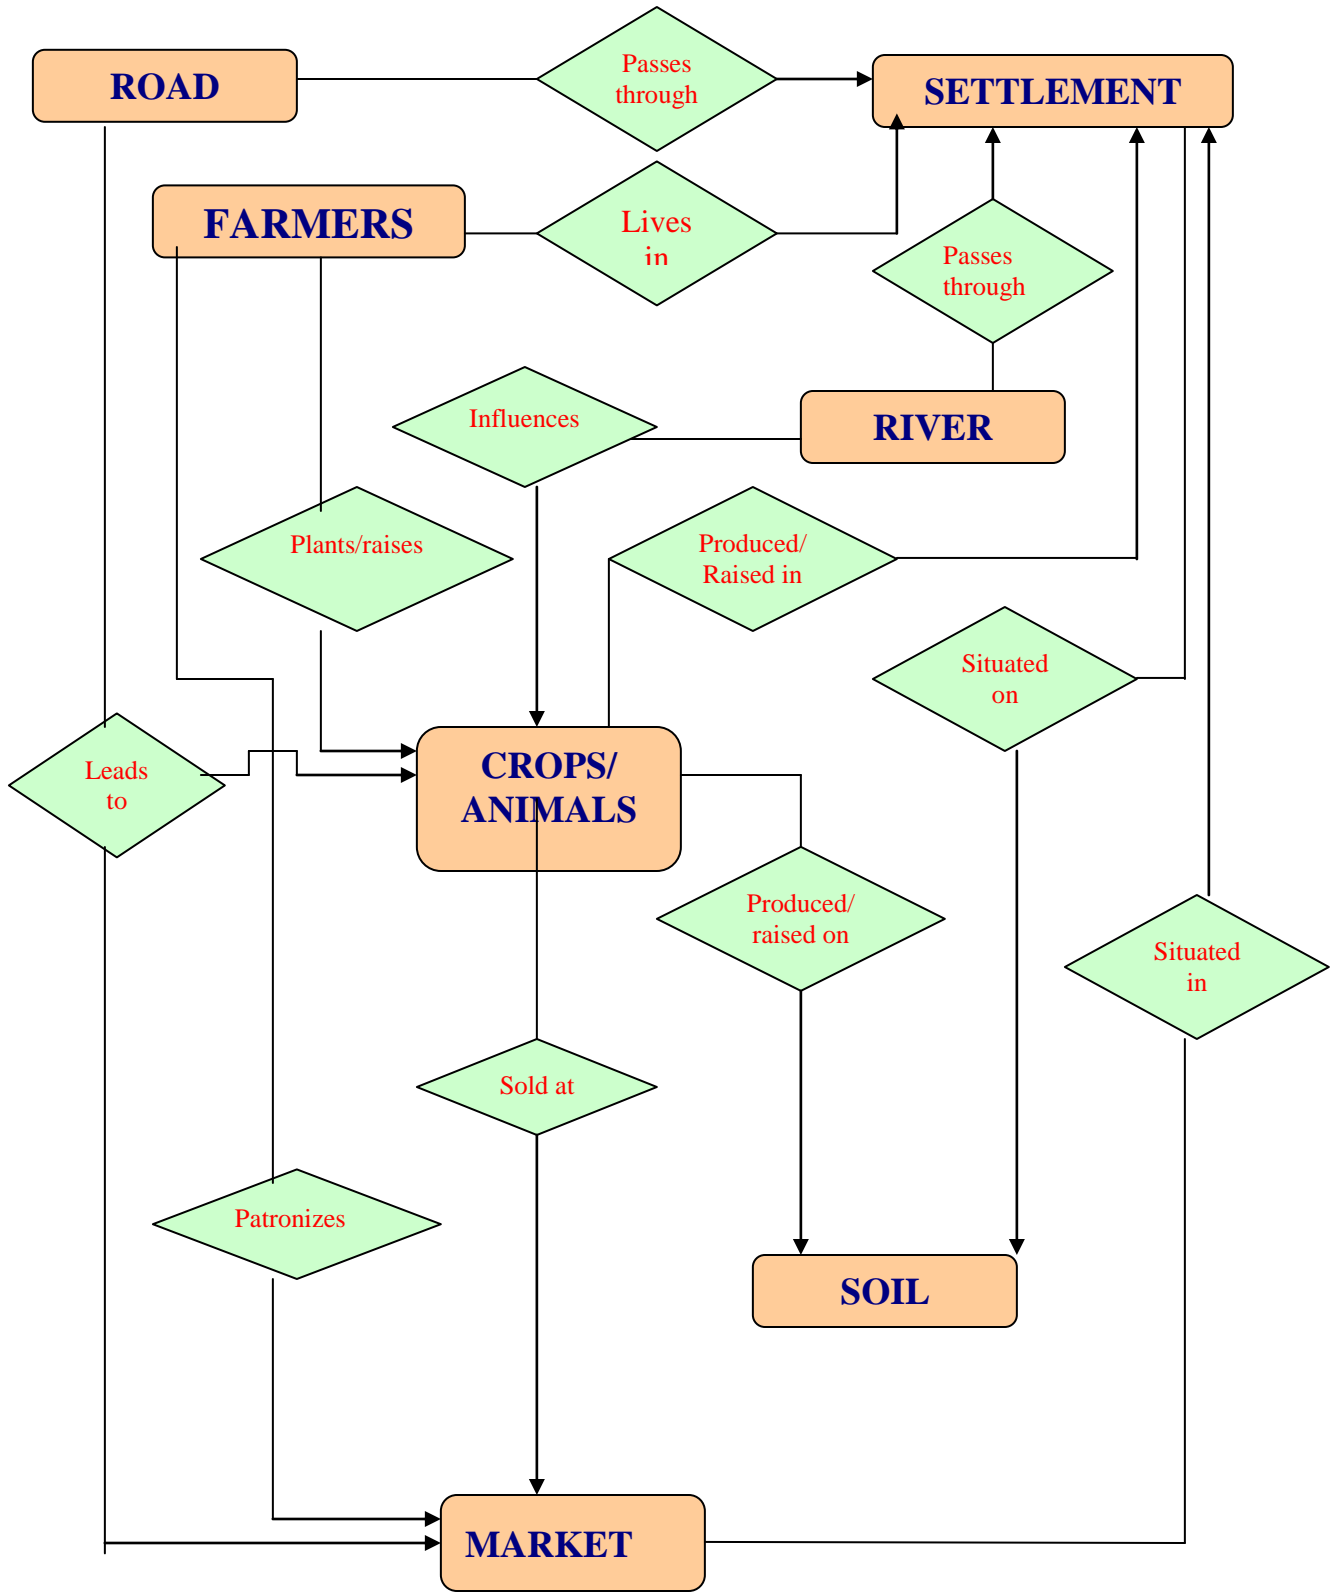 ROAD
Passes
through
SETTLEMENT
FARMERS
Lives
in
Passes
through
Influences
RIVER
Plants/raises
Produced/
Raised in
Situated
on
Leads
to
CROPS/
ANIMALS
Produced/
raised on
Situated
in
Sold at
Patronizes
SOIL
MARKET